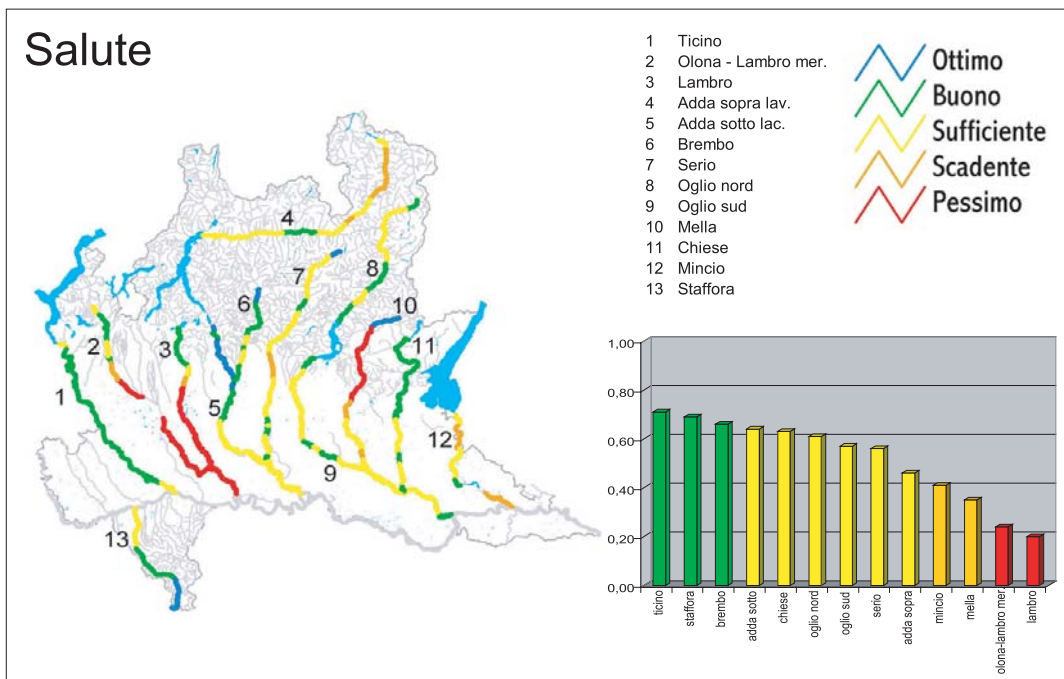 Salute
1 Ticino
2 Olona - Lambro mer.
3 Lambro
4 Adda sopra lav.
5 Adda sotto lac.
6 Brembo
7 Serio
8 Oglio nord
9 Oglio sud
10 Mella
11 Chiese
12 Mincio
13 Staffora
Ottimo
Buono
Sufficiente
Scadente
Pessimo
4
7
8
6
10
2
3
11
1
5
12
9
13
1,00
0,80
0,60
0,40
0,20
0,00
ticino
staffora
brembo
adda sotto
chiese
oglio nord
oglio sud
serio
adda sopra
mincio
mella
olona-lambro mer
lambro